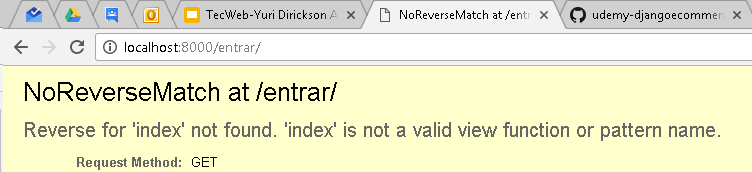 TecWeb-Yuri Dirickson A
NoReverseMatch at /entr
udemy-djangoecommer
localhost:8000/entrar/
NoReverseMatch at /entrar/
Reverse for 'index' not found. 'index' is not a valid view function or pattern name.
Request Method: GET